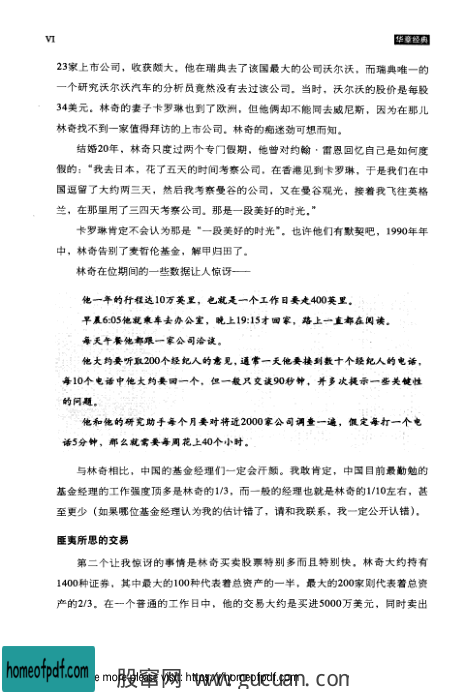 VI
华章经典
23家上市公司，收获颇大。他在瑞典去了该国最大的公司沃尔沃，而瑞典唯一的
一个研究沃尔沃汽车的分析员竟然没有去过该公司。当时，沃尔沃的股价是每股
34美元。林奇的妻子卡罗琳也到了欧洲，但他俩却不能同去威尼斯，因为在那儿
林奇找不到一家值得拜访的上市公司。林奇的痴迷劲可想而知。
结婚20年，林奇只度过两个专门假期，他曾对约翰·雷恩回忆自己是如何度
假的：“我去日本，花了五天的时间考察公司，在香港见到卡罗琳，于是我们在中
国逗留了大约两三天，然后我考察曼谷的公司，又在曼谷观光，接着我飞往英格
兰，在那里用了三四天考察公司。那是一段美好的时光。”
卡罗琳肯定不会认为那是“一段美好的时光”。也许他们有默契吧，1990年年
中，林奇告别了麦哲伦基金，解甲归田了。
林奇在位期间的一些数据让人惊讶——
他一年的行程达10万英里，也就是一个工作日要走400英里。
早晨6:05他就乘车去办公室，晚上19:15才回家，路上一直都在阅读。
每天午餐他都跟一家公司洽谈。
他大约要听取200个经纪人的意见，通常一天他要接到数十个经纪人的电话，
每10个电话中他大约要回一个，但一般只交谈90秒钟，并多次提示一些关键性
的问题。
他和他的研究助手每个月要对将近2000家公司调查一遍，假定每打一个电
话5分钟，那么就需要每周花上40个小时。
与林奇相比，中国的基金经理们一定会汗颜。我敢肯定，中国目前最勤勉的
基金经理的工作强度顶多是林奇的1/3，而一般的经理也就是林奇的1/10左右，甚
至更少（如果哪位基金经理认为我的估计错了，请和我联系，我一定公开认错）。
匪夷所思的交易
第二个让我惊讶的事情是林奇买卖股票特别多而且特别快。林奇大约持有
1400种证券，其中最大的100种代表着总资产的一半，最大的200家则代表着总资
产的2/3。在一个普通的工作日中，他的交易大约是买进5000万美元，同时卖出
homeofpdf.com
e more please visit: https://homeofpdf.com
股窜网 www.gucuan.com